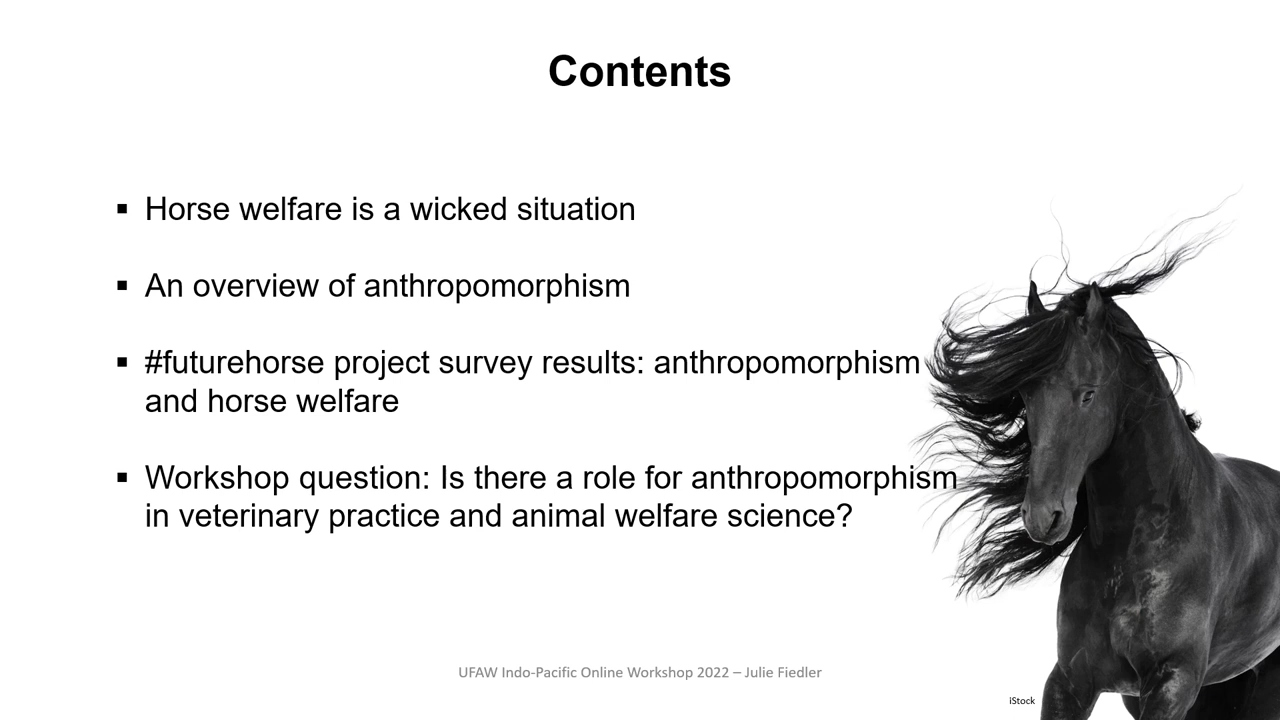 Contents
▪ Horse welfare is a wicked situation
▪ An overview of anthropomorphism
▪ #futurehorse project survey results: anthropomorphism
and horse welfare
▪ Workshop question: Is there a role for anthropomorphism
in veterinary practice and animal welfare science?
UFAW Indo-Pacific Online Workshop 2022 – Julie Fiedler
iStock